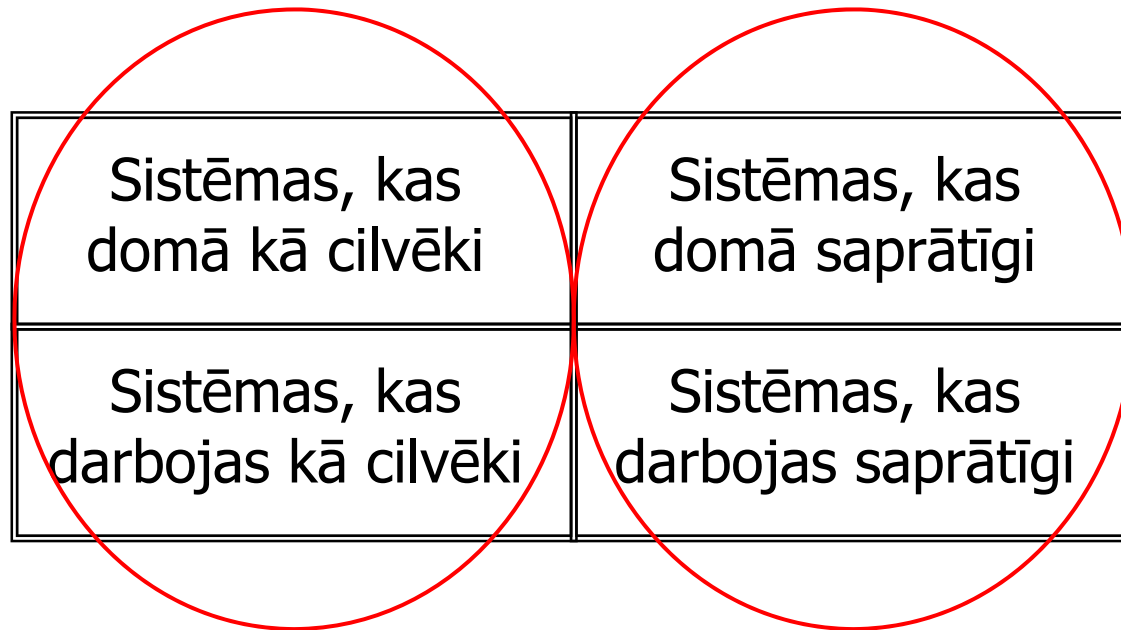 Sistēmas, kas
domā kā cilvēki
Sistēmas, kas
domā saprātīgi
Sistēmas, kas
darbojas kā cilvēki
Sistēmas, kas
darbojas saprātīgi